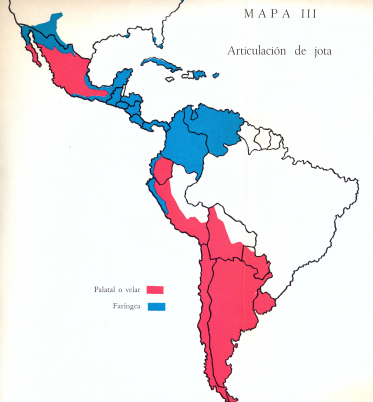 MAPA III
Articulación de jota
Palatal o velar
Faríngea